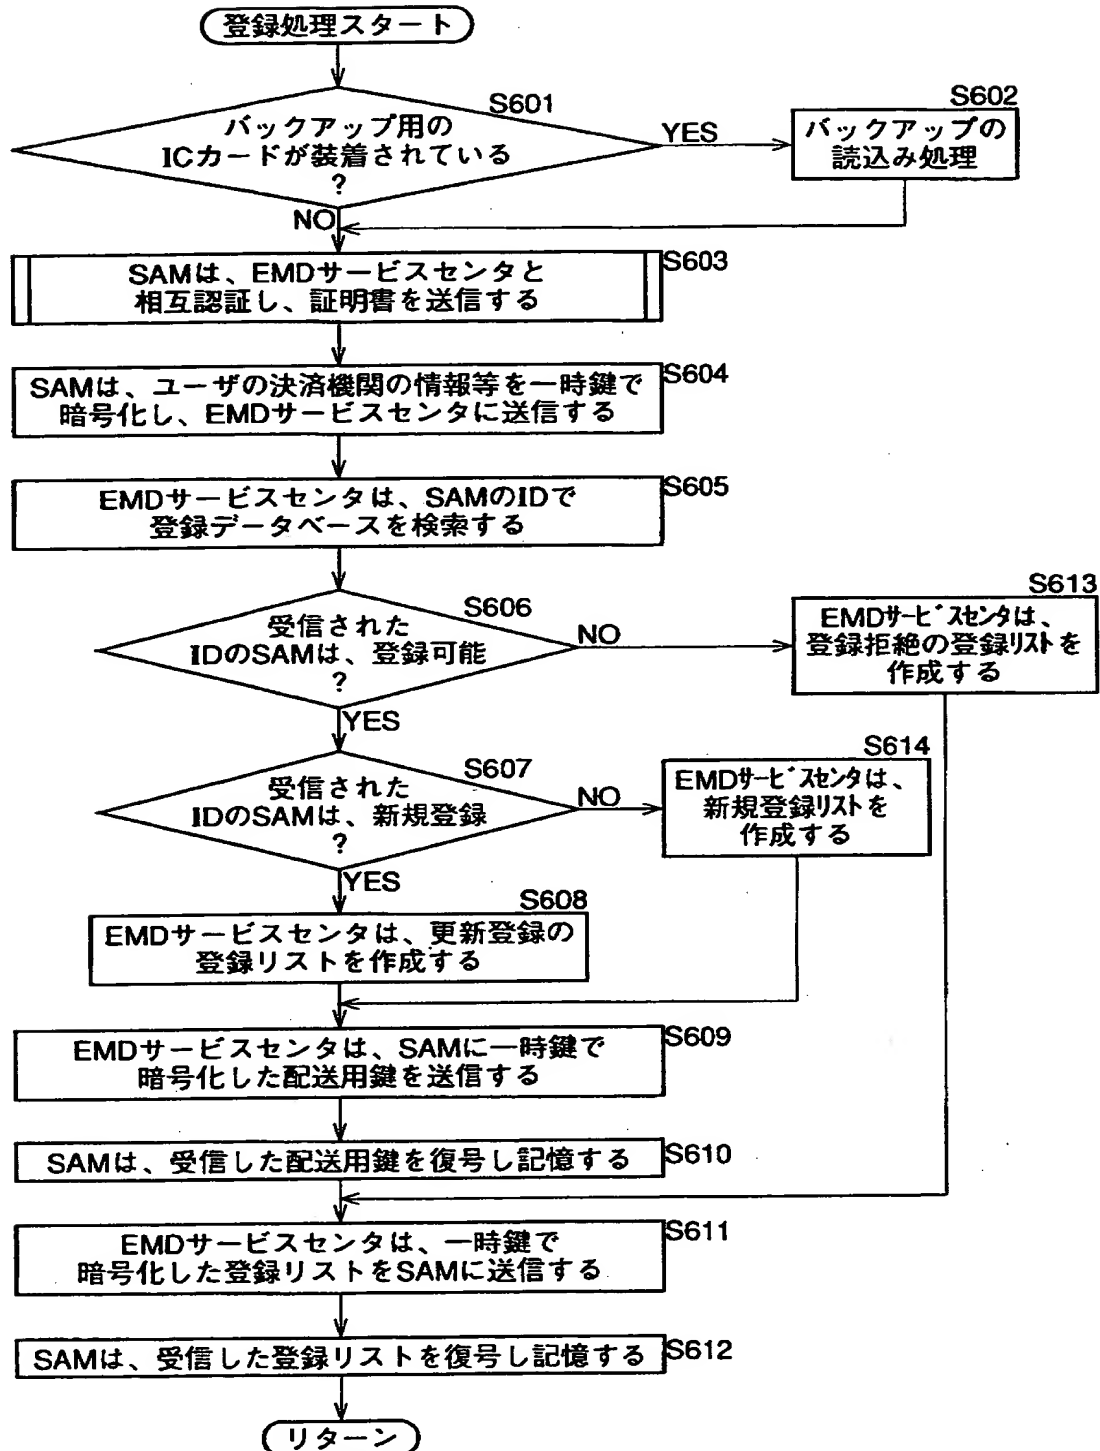 登録処理スタート
S601
バックアップ用の
ICカードが装着されている
?
YES
S602
バックアップの
読込み処理
NO
S603
SAMは、EMDサービスセンタと
相互認証し、証明書を送信する
S604
SAMは、ユーザの決済機関の情報等を一時鍵で
暗号化し、EMDサービスセンタに送信する
S605
EMDサービスセンタは、SAMのIDで
登録データベースを検索する
S606
受信された
IDのSAMは、登録可能
?
NO
S613
EMDサービスセンタは、
登録拒絶の登録リストを
作成する
YES
S607
受信された
IDのSAMは、新規登録
?
NO
S614
EMDサービスセンタは、
新規登録リストを
作成する
YES
S608
EMDサービスセンタは、更新登録の
登録リストを作成する
S609
EMDサービスセンタは、SAMに一時鍵で
暗号化した配送用鍵を送信する
S610
SAMは、受信した配送用鍵を復号し記憶する
S611
EMDサービスセンタは、一時鍵で
暗号化した登録リストをSAMに送信する
S612
SAMは、受信した登録リストを復号し記憶する
リターン